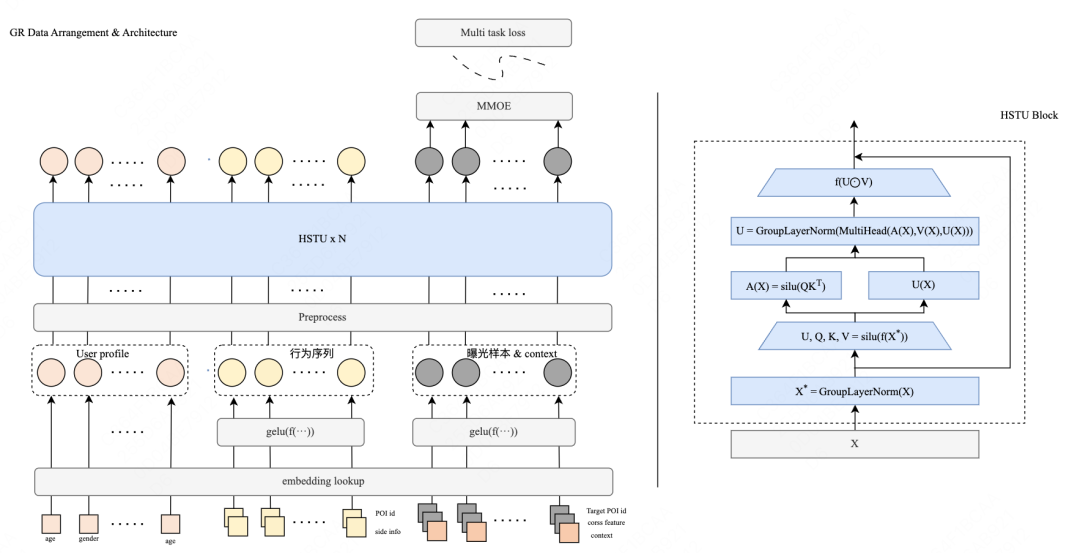 GR Data Arrangement & Architecture
Multi task loss
MMOE
HSTU x N
Preprocess
User profile
行为序列
曝光样本 & context
gelu(f(⋯))
gelu(f(⋯))
embedding lookup
age
gender
age
POI id
side info
Target POI id
corss feature
context
HSTU Block
f(U⊙V)
U = GroupLayerNorm(MultiHead(A(X),V(X),U(X)))
A(X) = silu(QKᵀ)
U(X)
U, Q, K, V = silu(f(X*))
X* = GroupLayerNorm(X)
X